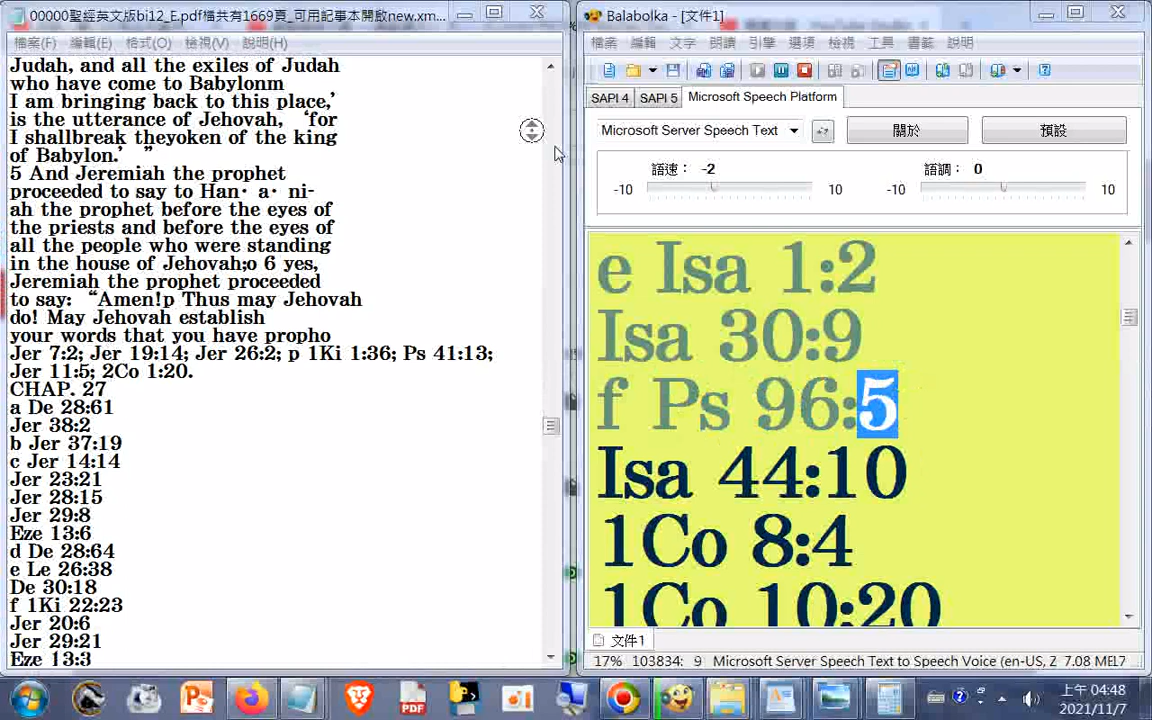 00000聖經英文版bi12_E.pdf檔共有1669頁_可用記事本開啟new.xm...
檔案(F) 編輯(E) 格式(O) 檢視(V) 說明(H)
Judah, and all the exiles of Judah
who have come to Babylonm
I am bringing back to this place,’
is the utterance of Jehovah, ‘for
I shallbreak theyoken of the king
of Babylon.’ ”
5 And Jeremiah the prophet
proceeded to say to Han·a·ni-
ah the prophet before the eyes of
the priests and before the eyes of
all the people who were standing
in the house of Jehovah;o 6 yes,
Jeremiah the prophet proceeded
to say: “Amen!p Thus may Jehovah
do! May Jehovah establish
your words that you have propho
Jer 7:2; Jer 19:14; Jer 26:2; p 1Ki 1:36; Ps 41:13;
Jer 11:5; 2Co 1:20.
CHAP. 27
a De 28:61
Jer 38:2
b Jer 37:19
c Jer 14:14
Jer 23:21
Jer 28:15
Jer 29:8
Eze 13:6
d De 28:64
e Le 26:38
De 30:18
f 1Ki 22:23
Jer 20:6
Jer 29:21
Eze 13:3
Balabolka - [文件1]
檔案 編輯 文字 朗讀 引擎 選項 檢視 工具 書籤 說明
SAPI 4 SAPI 5 Microsoft Speech Platform
Microsoft Server Speech Text 關於 預設
語速: -2 語調: 0
-10 10 -10 10
e Isa 1:2
Isa 30:9
f Ps 96:5
Isa 44:10
1Co 8:4
1Co 10:20
文件1
17% 103834: 9 Microsoft Server Speech Text to Speech Voice (en-US, Z 7.08 MEL7
PDF
上午 04:48
2021/11/7